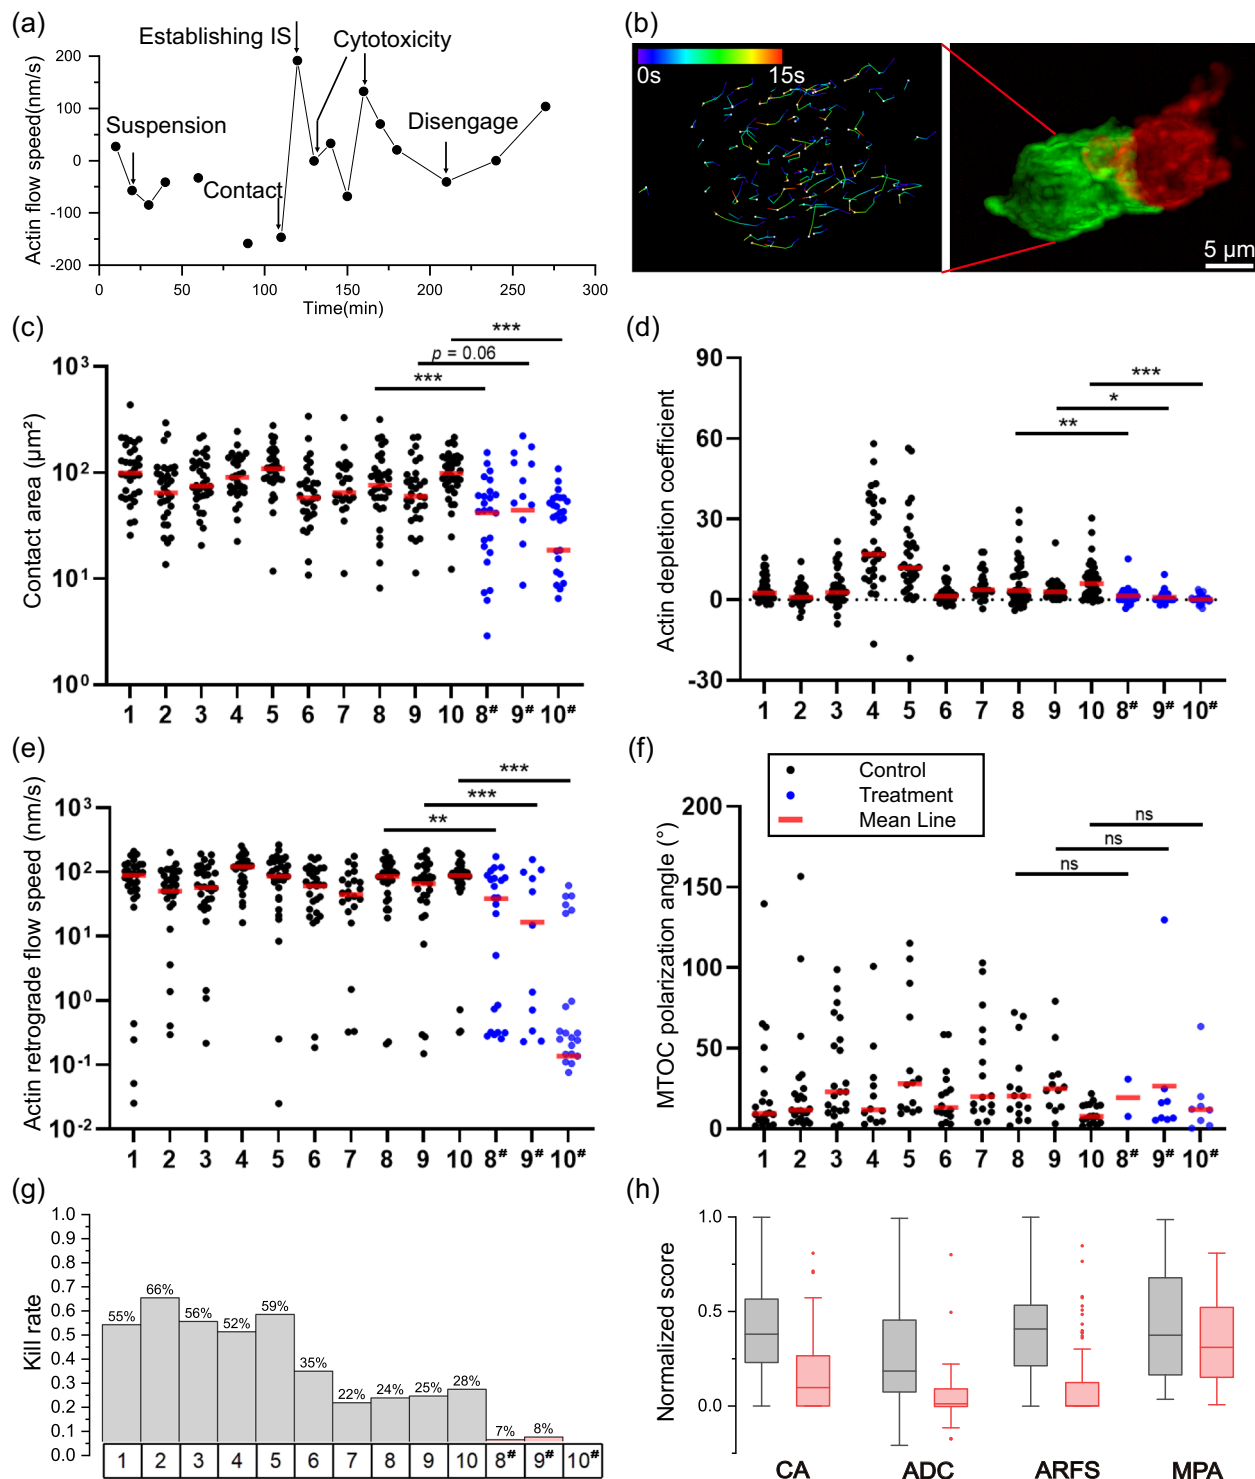 (a)
Actin flow speed(nm/s)
200
100
0
-100
-200
0
50
100
150
200
250
300
Time(min)
Suspension
Contact
Establishing IS
Cytotoxicity
Disengage
(b)
0s
15s
5 µm
(c)
Contact area (µm²)
10³
10²
10¹
10⁰
***
p = 0.06
***
1 2 3 4 5 6 7 8 9 10 8# 9# 10#
(d)
Actin depletion coefficient
90
60
30
0
-30
***
*
**
1 2 3 4 5 6 7 8 9 10 8# 9# 10#
(e)
Actin retrograde flow speed (nm/s)
10³
10²
10¹
10⁰
10⁻¹
10⁻²
***
***
**
1 2 3 4 5 6 7 8 9 10 8# 9# 10#
(f)
Control
Treatment
Mean Line
MTOC polarization angle (°)
200
150
100
50
0
ns
ns
ns
1 2 3 4 5 6 7 8 9 10 8# 9# 10#
(g)
Kill rate
1.0
0.9
0.8
0.7
0.6
0.5
0.4
0.3
0.2
0.1
0.0
55% 66% 56% 52% 59% 35% 22% 24% 25% 28% 7% 8%
1 2 3 4 5 6 7 8 9 10 8# 9# 10#
(h)
Normalized score
1.0
0.5
0.0
CA ADC ARFS MPA